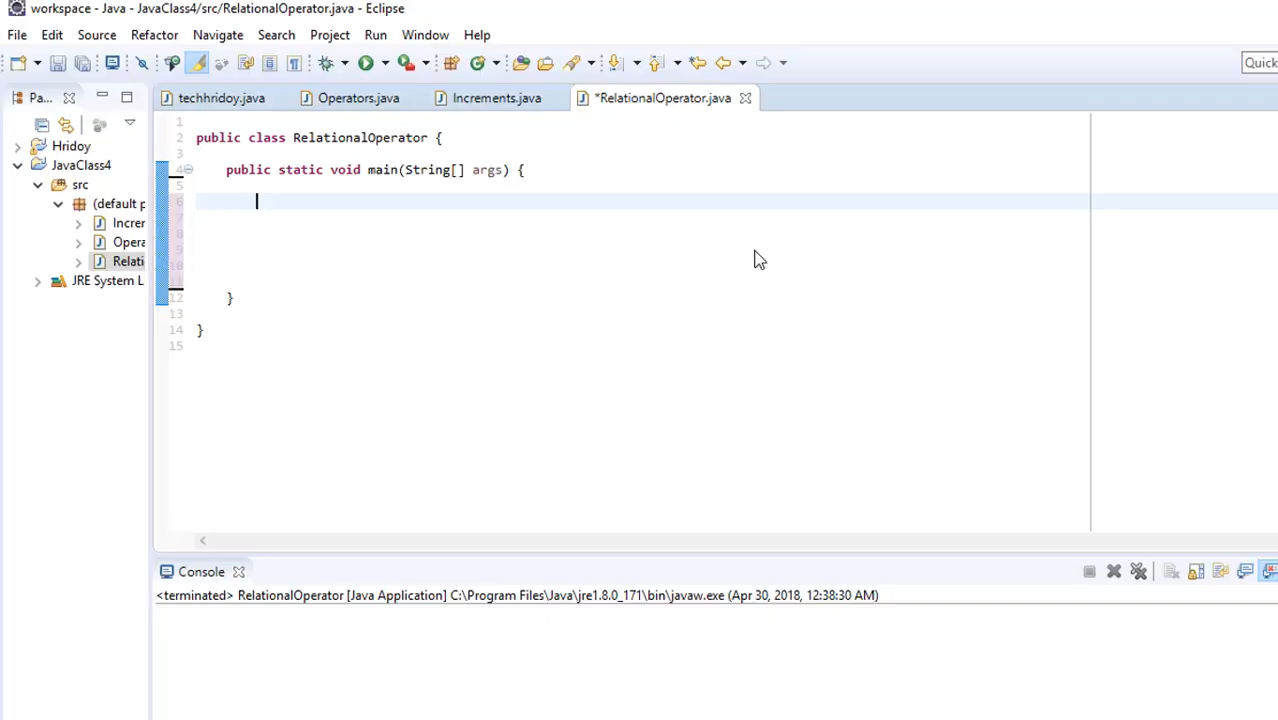 workspace - Java - JavaClass4/src/RelationalOperator.java - Eclipse
File Edit Source Refactor Navigate Search Project Run Window Help
Quick
Pa... techhridoy.java Operators.java Increments.java *RelationalOperator.java
Hridoy
JavaClass4
src
(default p
Increr
Opera
Relati
JRE System L
1
2 public class RelationalOperator {
3
4 public static void main(String[] args) {
5
6
7
8
9
10
11
12 }
13
14 }
15
Console
<terminated> RelationalOperator [Java Application] C:\Program Files\Java\jre1.8.0_171\bin\javaw.exe (Apr 30, 2018, 12:38:30 AM)